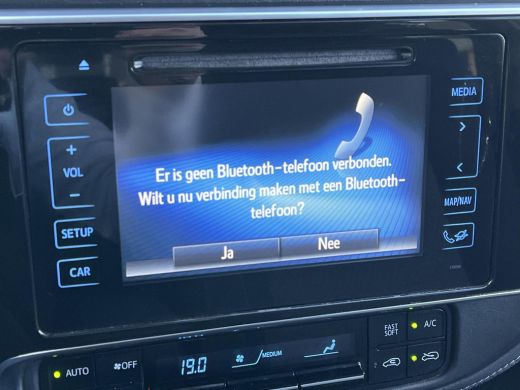 MEDIA
+
VOL
−
SETUP
CAR
MAP/NAV
Er is geen Bluetooth-telefoon verbonden.
Wilt u nu verbinding maken met een Bluetooth-
telefoon?
Ja
Nee
AUTO
OFF
19.0
MEDIUM
FAST
SOFT
A/C